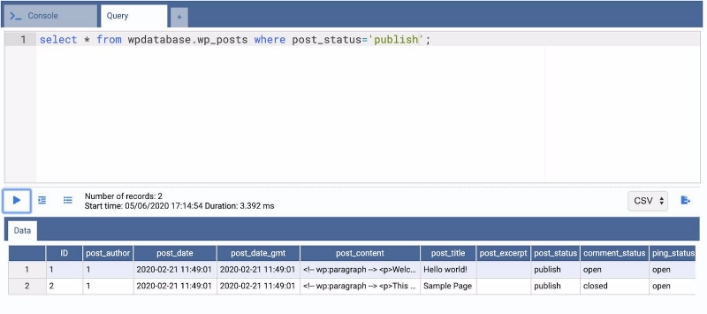 >_ Console Query +
1 select * from wpdatabase.wp_posts where post_status='publish';
Number of records: 2
Start time: 05/06/2020 17:14:54 Duration: 3.392 ms
CSV
Data
ID post_author post_date post_date_gmt post_content post_title post_excerpt post_status comment_status ping_status
1 1 1 2020-02-21 11:49:01 2020-02-21 11:49:01 <!-- wp:paragraph --> <p>Welc... Hello world! publish open open
2 2 1 2020-02-21 11:49:01 2020-02-21 11:49:01 <!-- wp:paragraph --> <p>This ... Sample Page publish closed open